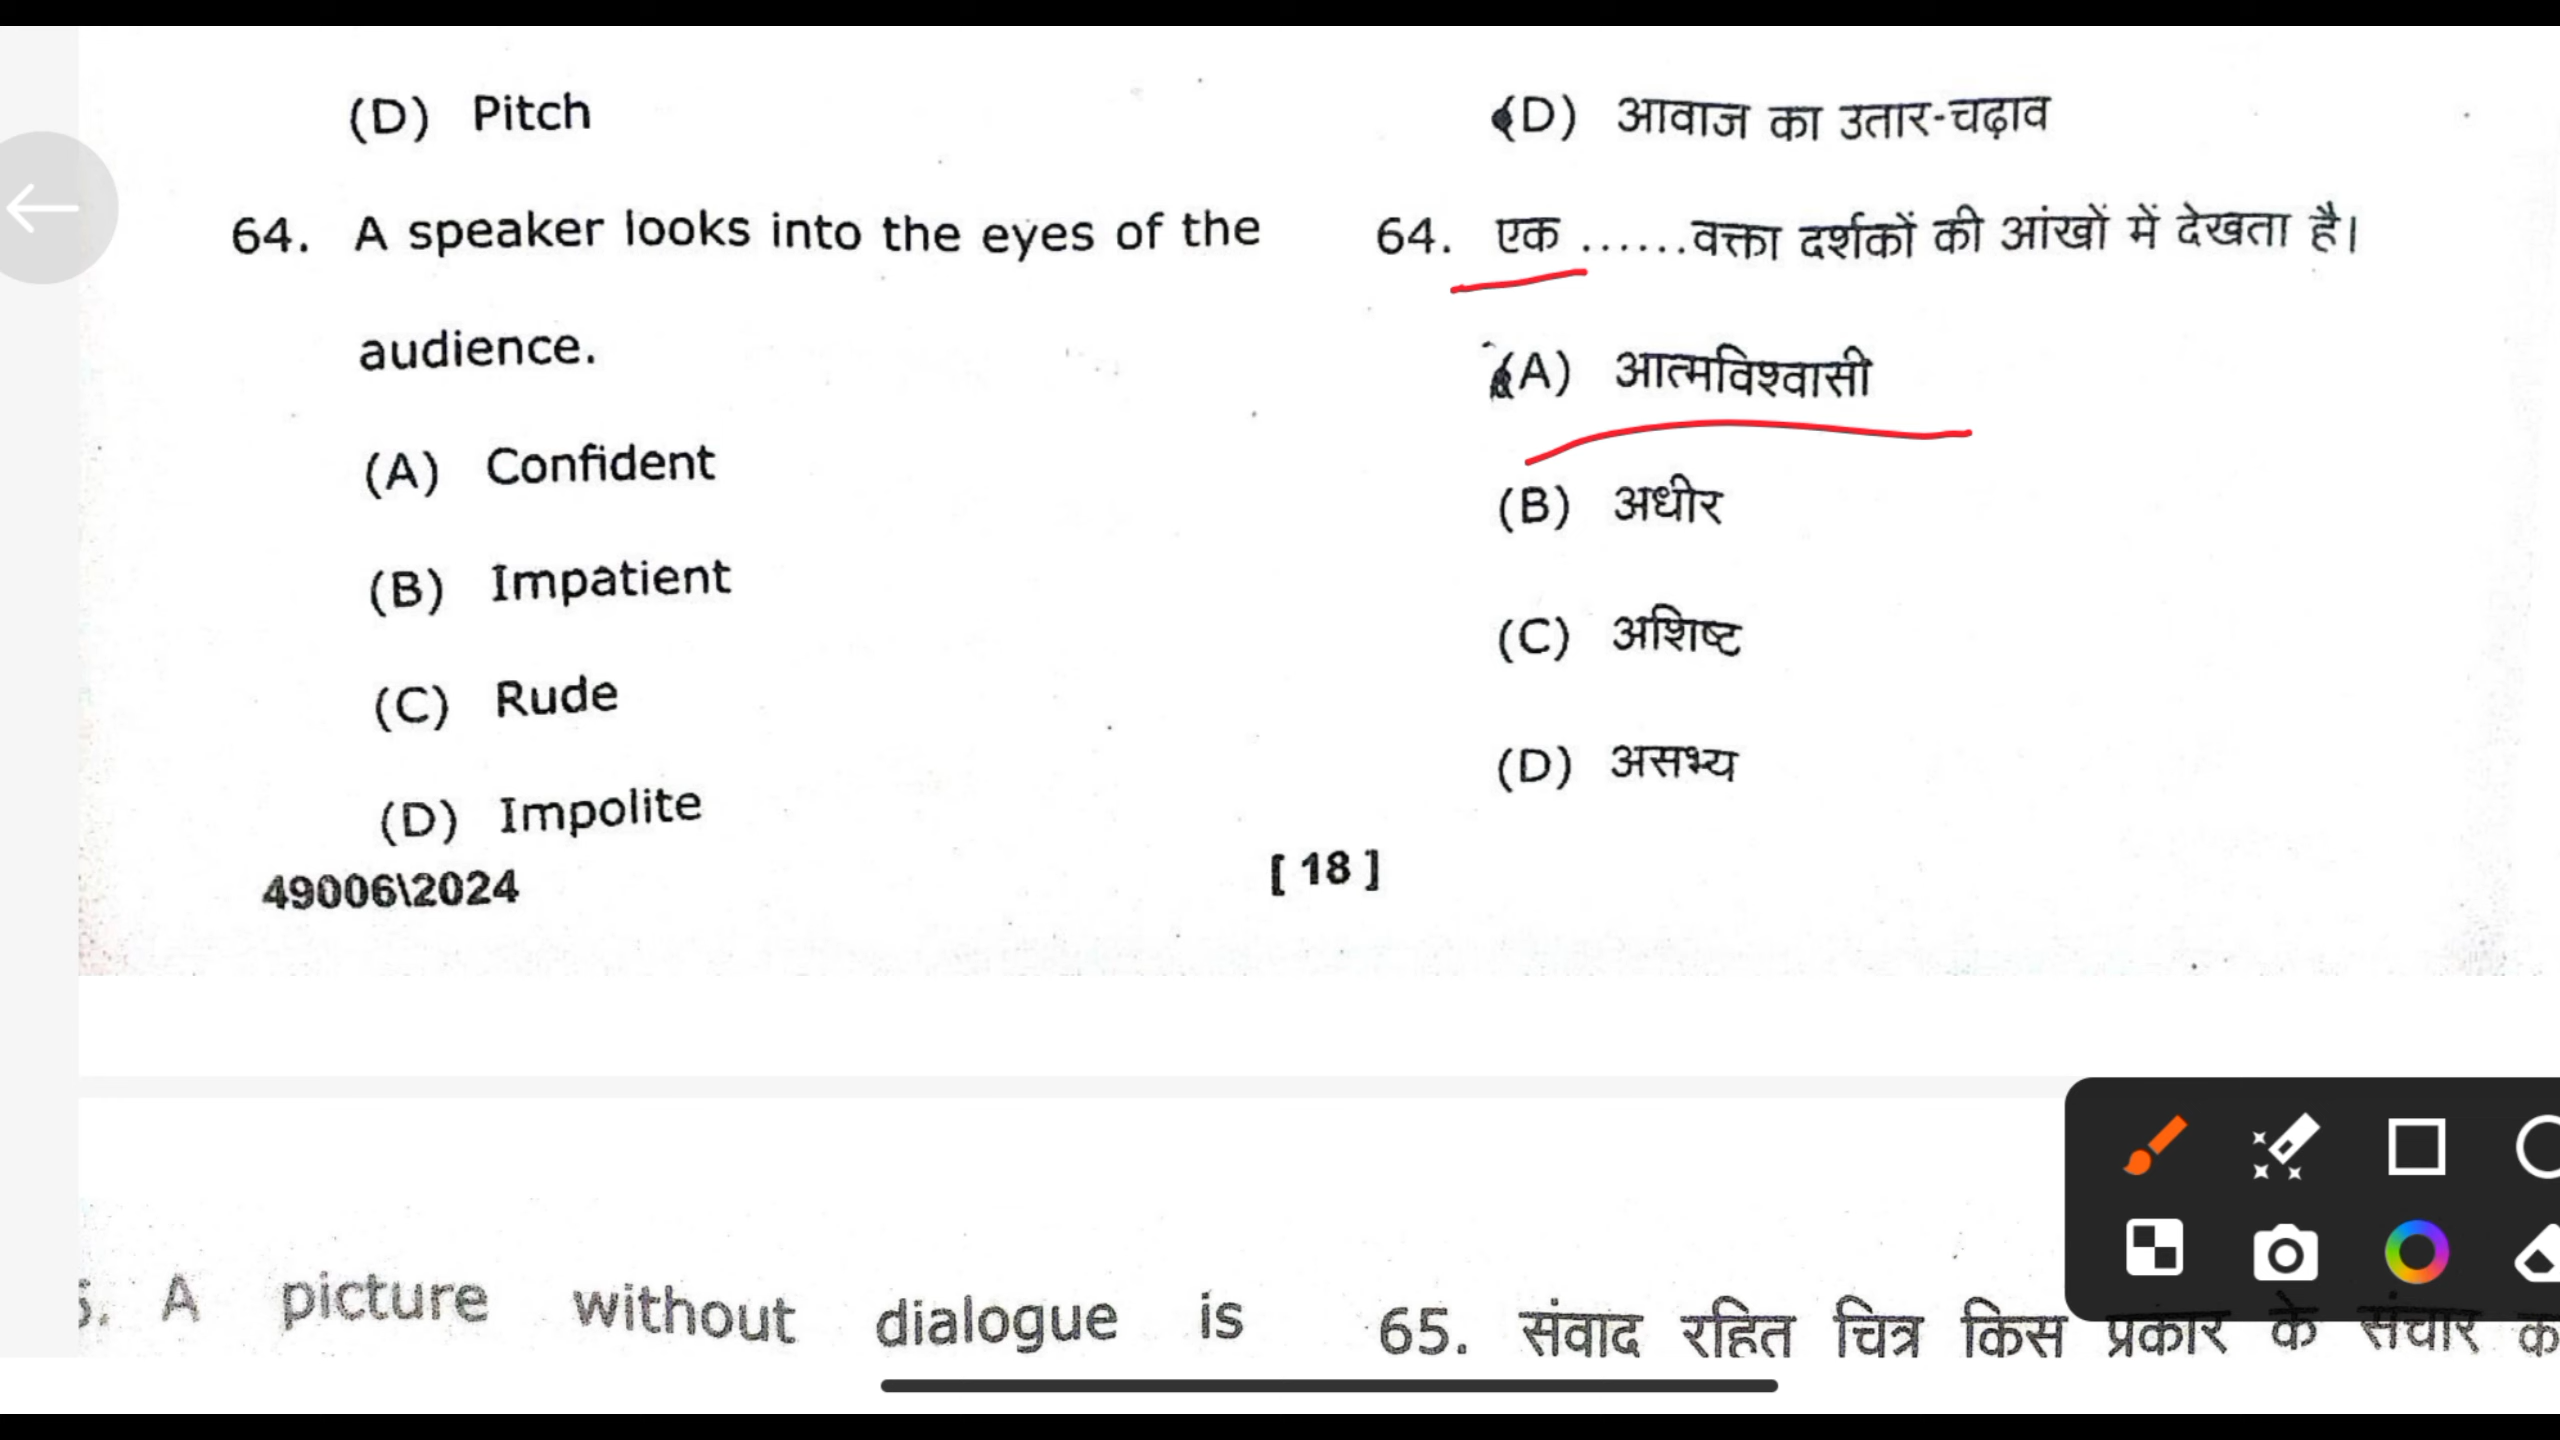 (D) Pitch
64. A speaker looks into the eyes of the
audience.
(A) Confident
(B) Impatient
(C) Rude
(D) Impolite
49006\2024
(D) आवाज का उतार-चढ़ाव
64. एक ......वक्ता दर्शकों की आंखों में देखता है।
(A) आत्मविश्वासी
(B) अधीर
(C) अशिष्ट
(D) असभ्य
[ 18 ]
A picture without dialogue is
65. संवाद रहित चित्र किस प्रकार के संचार